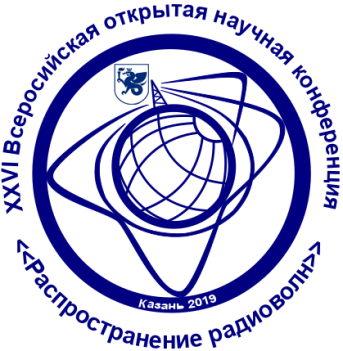 XXVI Всеросийская открытая научная конференция
Казань 2019
<<Распространение радиоволн>>